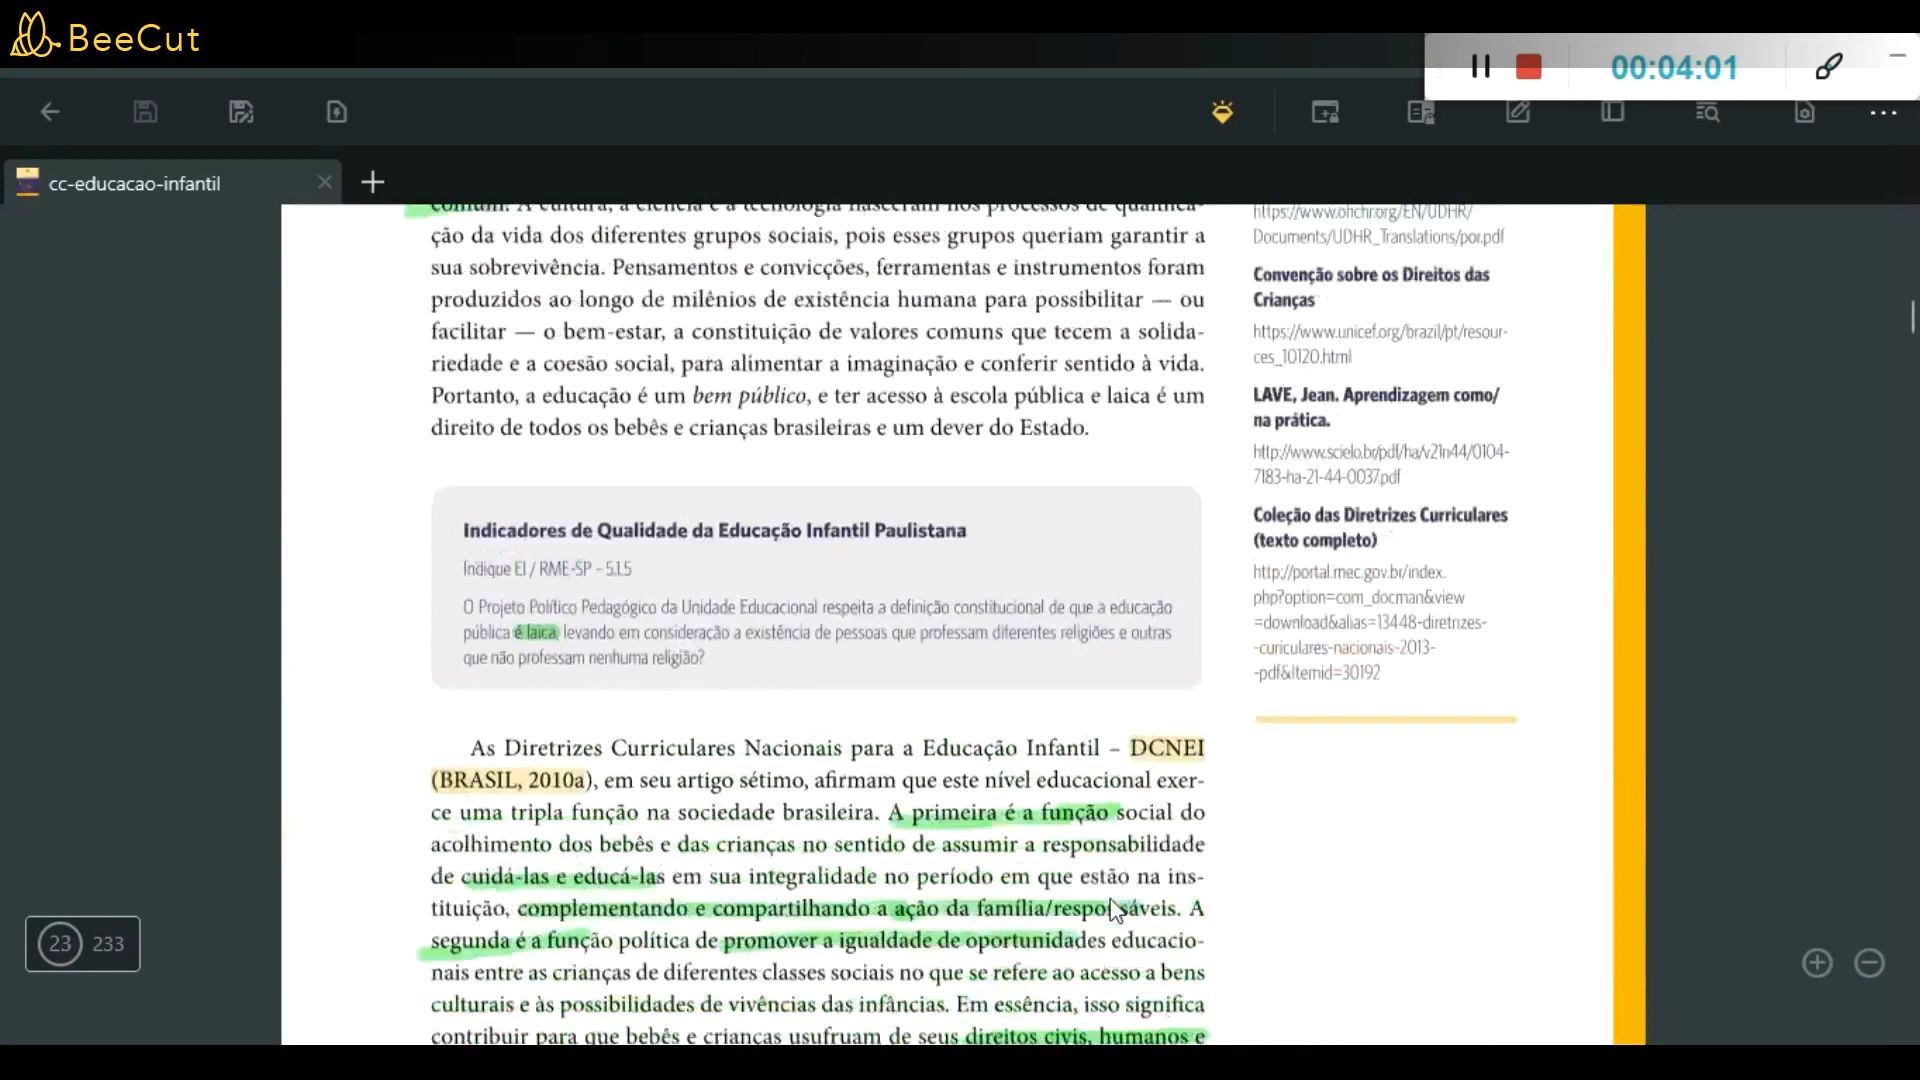 BeeCut
00:04:01
cc-educacao-infantil
comum. A cultura, a ciência e a tecnologia nasceram nos processos de qualifica-
ção da vida dos diferentes grupos sociais, pois esses grupos queriam garantir a
sua sobrevivência. Pensamentos e convicções, ferramentas e instrumentos foram
produzidos ao longo de milênios de existência humana para possibilitar — ou
facilitar — o bem-estar, a constituição de valores comuns que tecem a solida-
riedade e a coesão social, para alimentar a imaginação e conferir sentido à vida.
Portanto, a educação é um bem público, e ter acesso à escola pública e laica é um
direito de todos os bebês e crianças brasileiras e um dever do Estado.
Indicadores de Qualidade da Educação Infantil Paulistana
Indique EI / RME-SP - 5.1.5
O Projeto Político Pedagógico da Unidade Educacional respeita a definição constitucional de que a educação
pública é laica, levando em consideração a existência de pessoas que professam diferentes religiões e outras
que não professam nenhuma religião?
As Diretrizes Curriculares Nacionais para a Educação Infantil – DCNEI
(BRASIL, 2010a), em seu artigo sétimo, afirmam que este nível educacional exer-
ce uma tripla função na sociedade brasileira. A primeira é a função social do
acolhimento dos bebês e das crianças no sentido de assumir a responsabilidade
de cuidá-las e educá-las em sua integralidade no período em que estão na ins-
tituição, complementando e compartilhando a ação da família/responsáveis. A
segunda é a função política de promover a igualdade de oportunidades educacio-
nais entre as crianças de diferentes classes sociais no que se refere ao acesso a bens
culturais e às possibilidades de vivências das infâncias. Em essência, isso significa
contribuir para que bebês e crianças usufruam de seus direitos civis, humanos e
https://www.ohchr.org/EN/UDHR/
Documents/UDHR_Translations/por.pdf
Convenção sobre os Direitos das
Crianças
https://www.unicef.org/brazil/pt/resour-
ces_10120.html
LAVE, Jean. Aprendizagem como/
na prática.
http://www.scielo.br/pdf/ha/v21n44/0104-
7183-ha-21-44-0037.pdf
Coleção das Diretrizes Curriculares
(texto completo)
http://portal.mec.gov.br/index.
php?option=com_docman&view
=download&alias=13448-diretrizes-
-curiculares-nacionais-2013-
-pdf&Itemid=30192
23 233